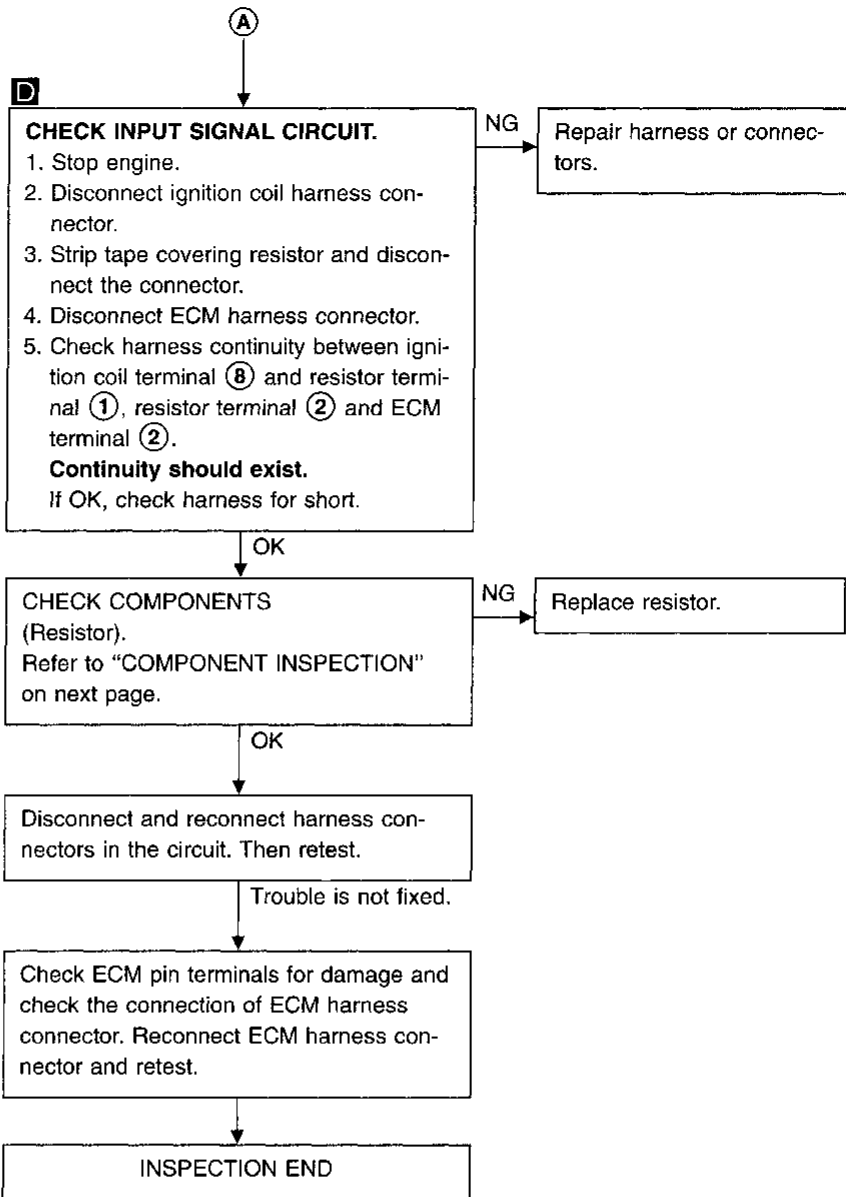 A
D
CHECK INPUT SIGNAL CIRCUIT.
1. Stop engine.
2. Disconnect ignition coil harness con-
nector.
3. Strip tape covering resistor and discon-
nect the connector.
4. Disconnect ECM harness connector.
5. Check harness continuity between igni-
tion coil terminal ⑧ and resistor termi-
nal ①, resistor terminal ② and ECM
terminal ②.
Continuity should exist.
If OK, check harness for short.
NG
Repair harness or connec-
tors.
OK
CHECK COMPONENTS
(Resistor).
Refer to “COMPONENT INSPECTION”
on next page.
NG
Replace resistor.
OK
Disconnect and reconnect harness con-
nectors in the circuit. Then retest.
Trouble is not fixed.
Check ECM pin terminals for damage and
check the connection of ECM harness
connector. Reconnect ECM harness con-
nector and retest.
INSPECTION END